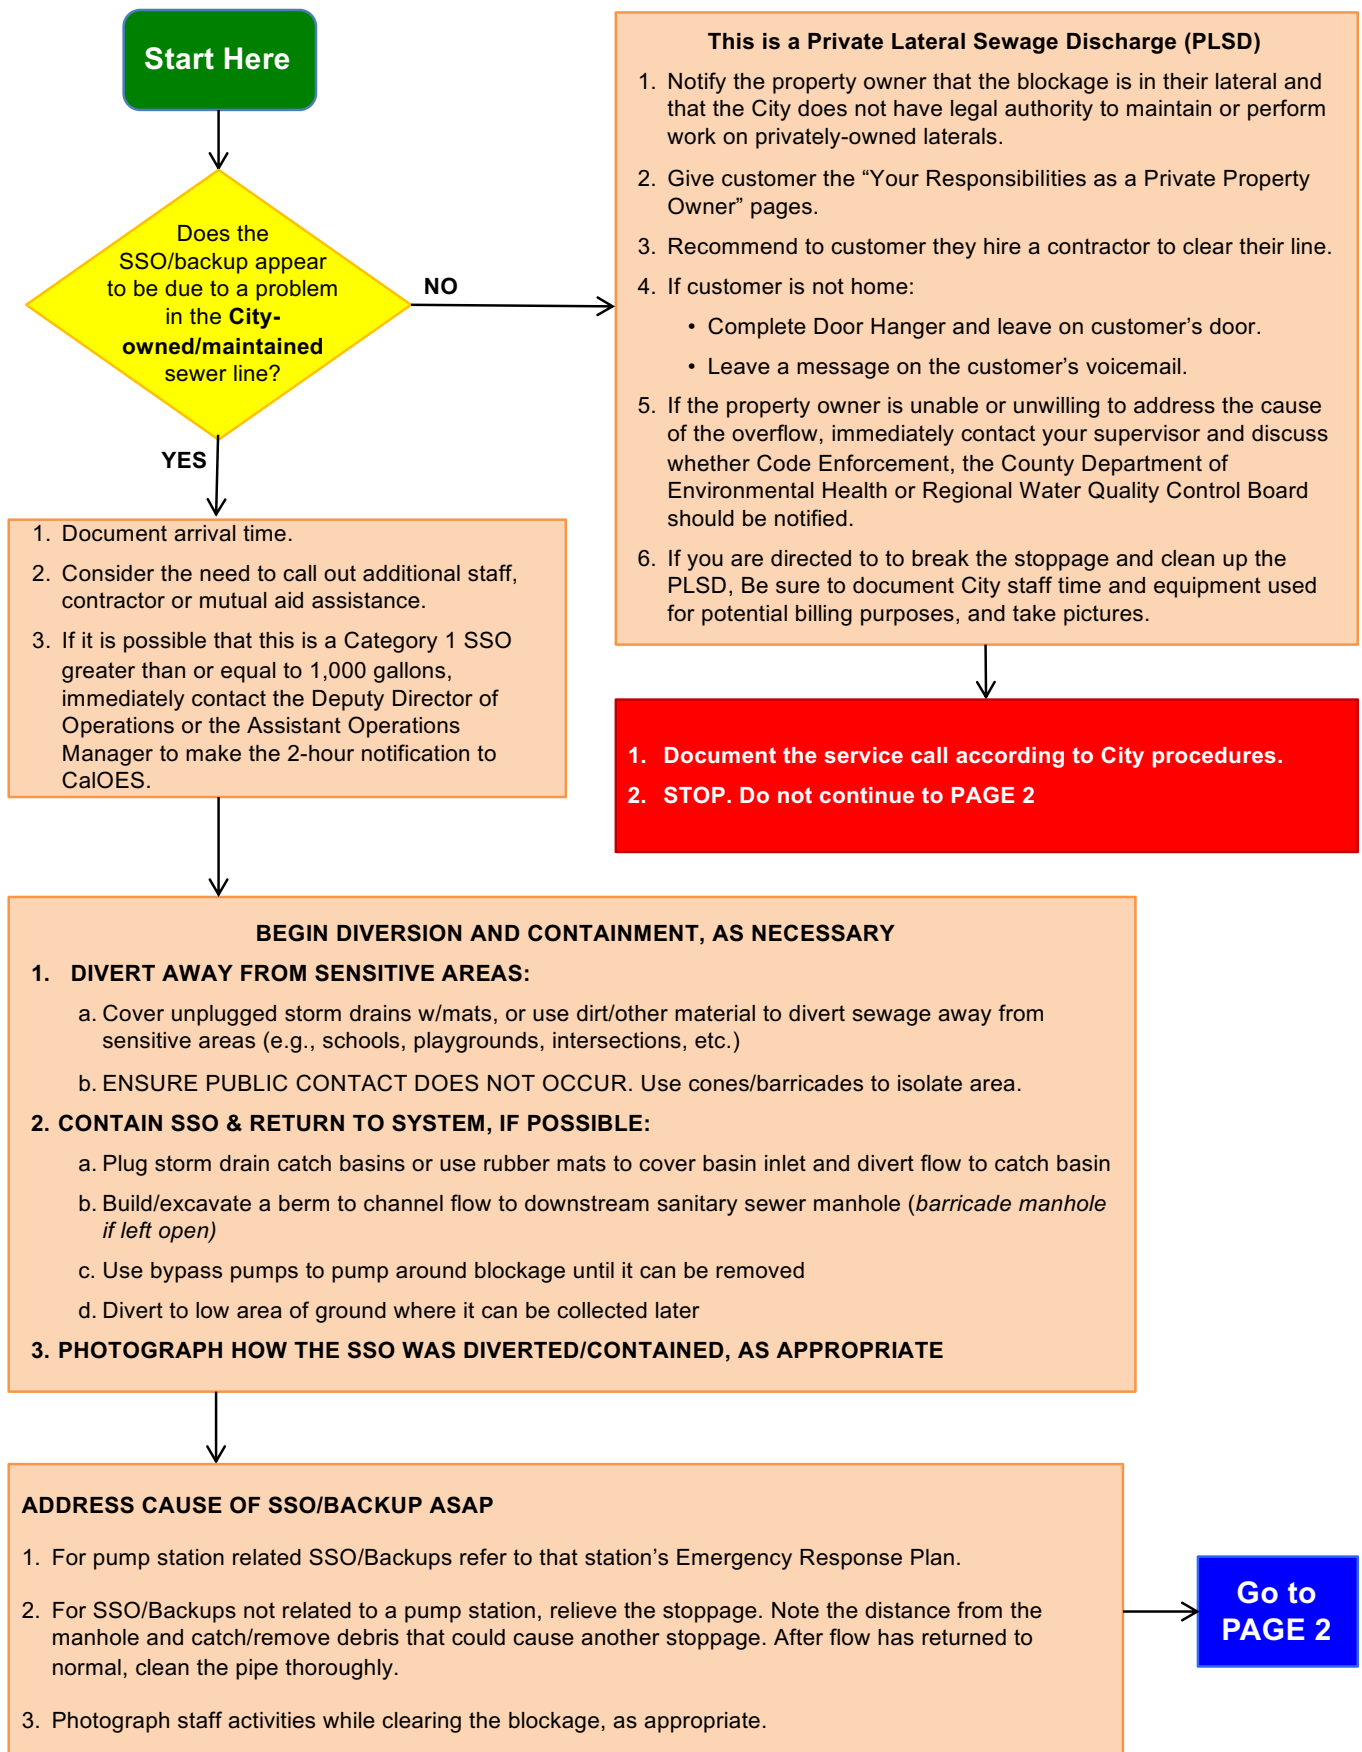 Start Here
Does the
SSO/backup appear
to be due to a problem
in the City-
owned/maintained
sewer line?
NO
YES
This is a Private Lateral Sewage Discharge (PLSD)
1. Notify the property owner that the blockage is in their lateral and
that the City does not have legal authority to maintain or perform
work on privately-owned laterals.
2. Give customer the “Your Responsibilities as a Private Property
Owner” pages.
3. Recommend to customer they hire a contractor to clear their line.
4. If customer is not home:
• Complete Door Hanger and leave on customer’s door.
• Leave a message on the customer’s voicemail.
5. If the property owner is unable or unwilling to address the cause
of the overflow, immediately contact your supervisor and discuss
whether Code Enforcement, the County Department of
Environmental Health or Regional Water Quality Control Board
should be notified.
6. If you are directed to to break the stoppage and clean up the
PLSD, Be sure to document City staff time and equipment used
for potential billing purposes, and take pictures.
1. Document the service call according to City procedures.
2. STOP. Do not continue to PAGE 2
1. Document arrival time.
2. Consider the need to call out additional staff,
contractor or mutual aid assistance.
3. If it is possible that this is a Category 1 SSO
greater than or equal to 1,000 gallons,
immediately contact the Deputy Director of
Operations or the Assistant Operations
Manager to make the 2-hour notification to
CalOES.
BEGIN DIVERSION AND CONTAINMENT, AS NECESSARY
1. DIVERT AWAY FROM SENSITIVE AREAS:
a. Cover unplugged storm drains w/mats, or use dirt/other material to divert sewage away from
sensitive areas (e.g., schools, playgrounds, intersections, etc.)
b. ENSURE PUBLIC CONTACT DOES NOT OCCUR. Use cones/barricades to isolate area.
2. CONTAIN SSO & RETURN TO SYSTEM, IF POSSIBLE:
a. Plug storm drain catch basins or use rubber mats to cover basin inlet and divert flow to catch basin
b. Build/excavate a berm to channel flow to downstream sanitary sewer manhole (barricade manhole
if left open)
c. Use bypass pumps to pump around blockage until it can be removed
d. Divert to low area of ground where it can be collected later
3. PHOTOGRAPH HOW THE SSO WAS DIVERTED/CONTAINED, AS APPROPRIATE
ADDRESS CAUSE OF SSO/BACKUP ASAP
1. For pump station related SSO/Backups refer to that station’s Emergency Response Plan.
2. For SSO/Backups not related to a pump station, relieve the stoppage. Note the distance from the
manhole and catch/remove debris that could cause another stoppage. After flow has returned to
normal, clean the pipe thoroughly.
3. Photograph staff activities while clearing the blockage, as appropriate.
Go to
PAGE 2